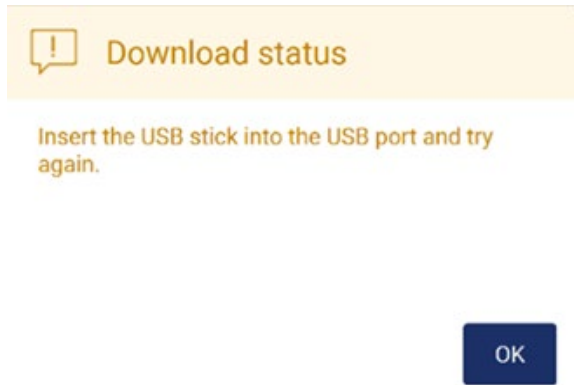 Download status
Insert the USB stick into the USB port and try
again.
OK